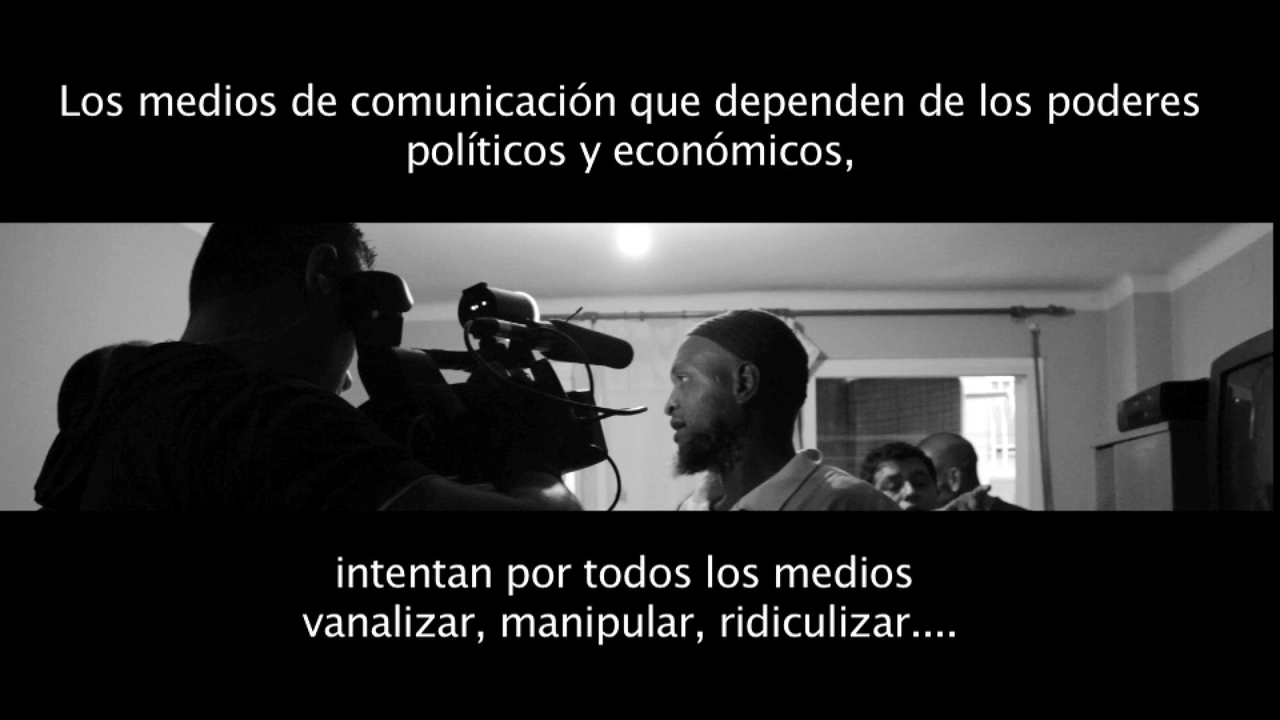 Los medios de comunicación que dependen de los poderes
políticos y económicos,
intentan por todos los medios
vanalizar, manipular, ridiculizar....